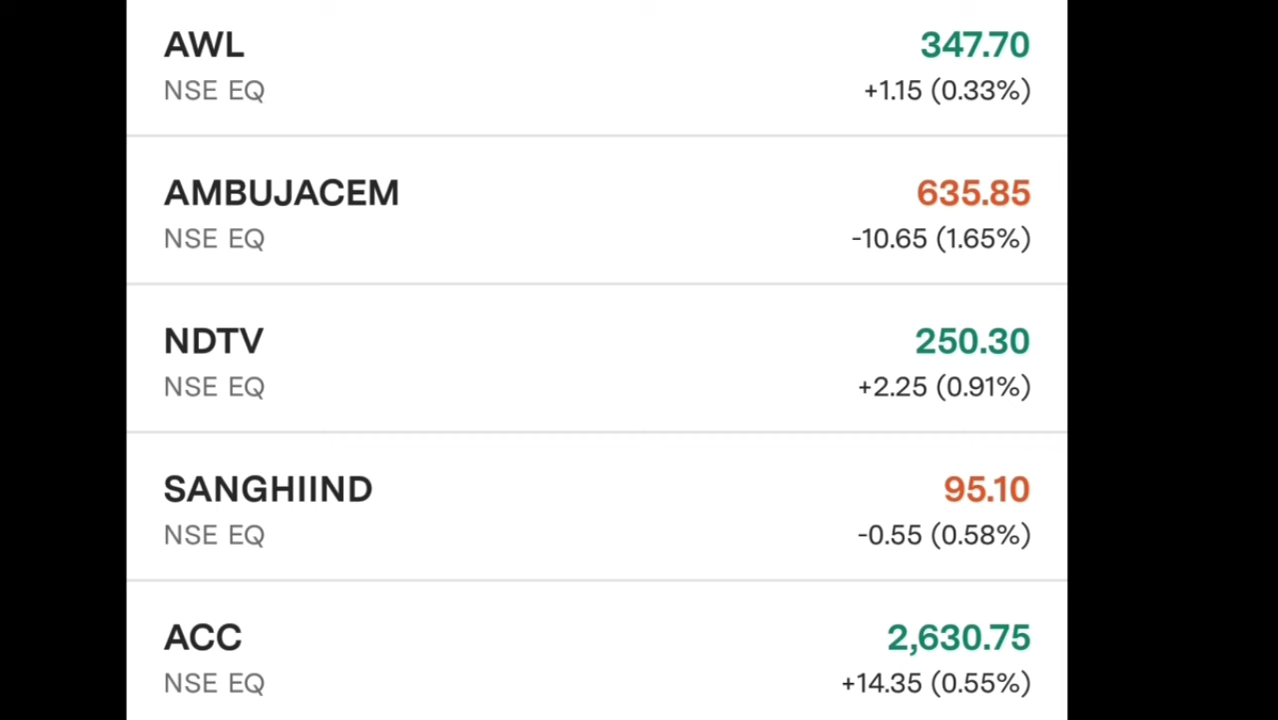 AWL 347.70
NSE EQ +1.15 (0.33%)
AMBUJACEM 635.85
NSE EQ -10.65 (1.65%)
NDTV 250.30
NSE EQ +2.25 (0.91%)
SANGHIIND 95.10
NSE EQ -0.55 (0.58%)
ACC 2,630.75
NSE EQ +14.35 (0.55%)